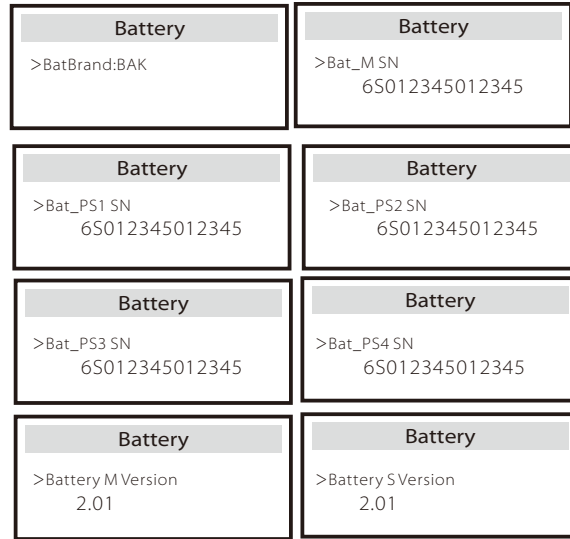 Battery
>BatBrand:BAK
Battery
>Bat_M SN
6S012345012345
Battery
>Bat_PS1 SN
6S012345012345
Battery
>Bat_PS2 SN
6S012345012345
Battery
>Bat_PS3 SN
6S012345012345
Battery
>Bat_PS4 SN
6S012345012345
Battery
>Battery M Version
2.01
Battery
>Battery S Version
2.01